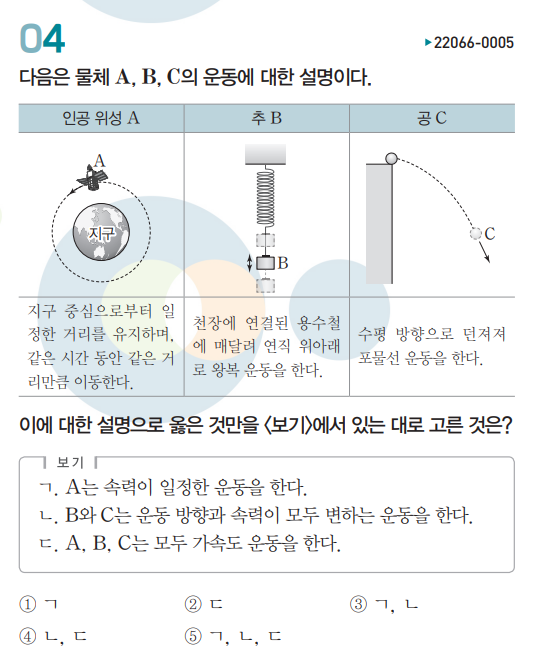 04
▶22066-0005
다음은 물체 A, B, C의 운동에 대한 설명이다.
인공 위성 A
추 B
공 C
A
지구
B
C
지구 중심으로부터 일
정한 거리를 유지하며,
같은 시간 동안 같은 거
리만큼 이동한다.
천장에 연결된 용수철
에 매달려 연직 위아래
로 왕복 운동을 한다.
수평 방향으로 던져져
포물선 운동을 한다.
이에 대한 설명으로 옳은 것만을 <보기>에서 있는 대로 고른 것은?
보기
ㄱ. A는 속력이 일정한 운동을 한다.
ㄴ. B와 C는 운동 방향과 속력이 모두 변하는 운동을 한다.
ㄷ. A, B, C는 모두 가속도 운동을 한다.
① ㄱ
② ㄷ
③ ㄱ, ㄴ
④ ㄴ, ㄷ
⑤ ㄱ, ㄴ, ㄷ